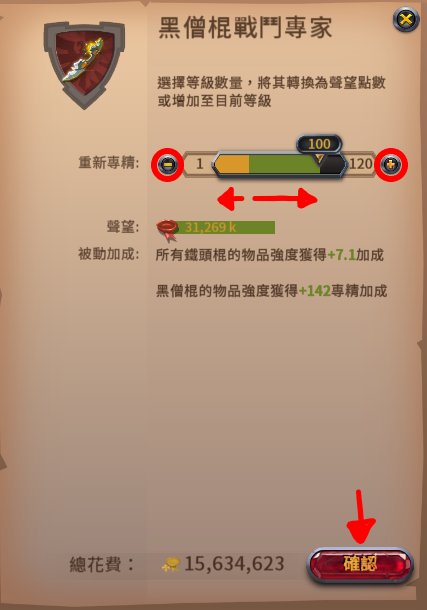 黑僧棍戰鬥專家
選擇等級數量，將其轉換為聲望點數
或增加至目前等級
100
重新專精: 1 120
聲望: 31,269 k
被動加成: 所有鐵頭棍的物品強度獲得+7.1加成
黑僧棍的物品強度獲得+142專精加成
總花費： 15,634,623 確認